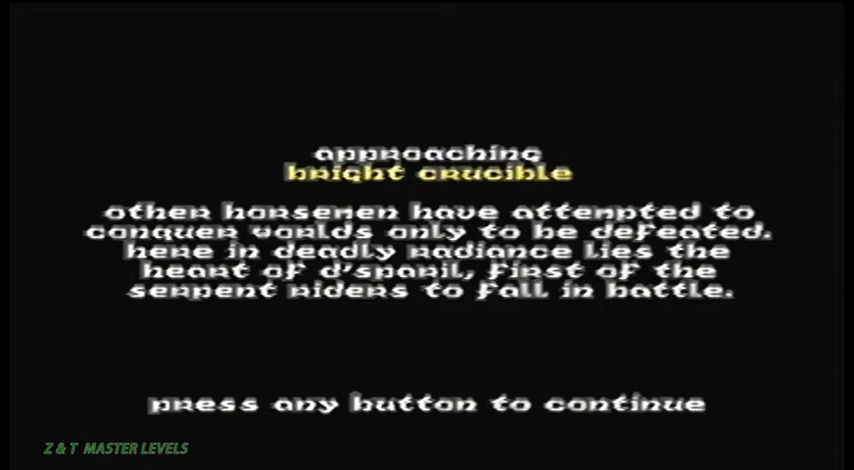 approaching
bright crucible
other horsemen have attempted to
conquer worlds only to be defeated.
here in deadly radiance lies the
heart of d'sparil, first of the
serpent riders to fall in battle.
press any button to continue
Z & T MASTER LEVELS